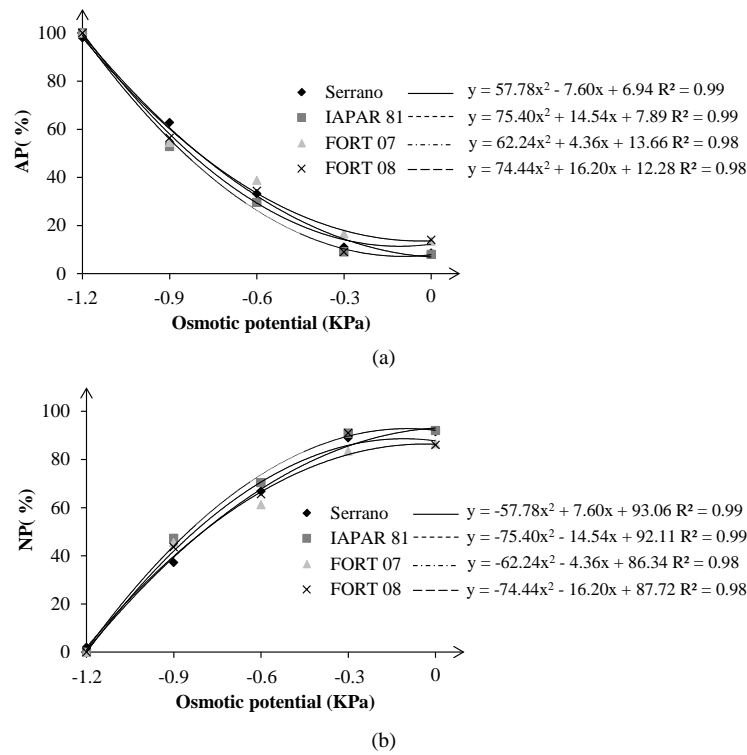 100
80
60
40
20
0
AP( %)
Serrano y = 57.78x² - 7.60x + 6.94 R² = 0.99
IAPAR 81 y = 75.40x² + 14.54x + 7.89 R² = 0.99
FORT 07 y = 62.24x² + 4.36x + 13.66 R² = 0.98
FORT 08 y = 74.44x² + 16.20x + 12.28 R² = 0.98
-1.2 -0.9 -0.6 -0.3 0
Osmotic potential (KPa)
(a)
100
80
60
40
20
0
NP( %)
Serrano y = -57.78x² + 7.60x + 93.06 R² = 0.99
IAPAR 81 y = -75.40x² - 14.54x + 92.11 R² = 0.99
FORT 07 y = -62.24x² - 4.36x + 86.34 R² = 0.98
FORT 08 y = -74.44x² - 16.20x + 87.72 R² = 0.98
-1.2 -0.9 -0.6 -0.3 0
Osmotic potential (KPa)
(b)